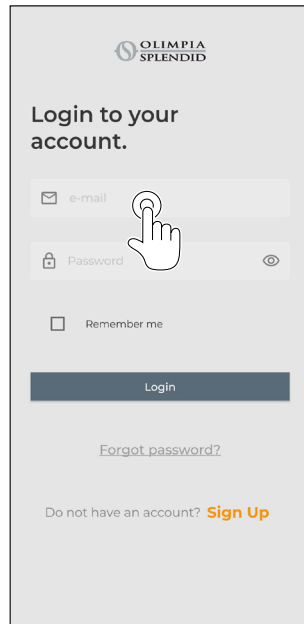 OLIMPIA
SPLENDID
Login to your
account.
e-mail
Password
Remember me
Login
Forgot password?
Do not have an account? Sign Up